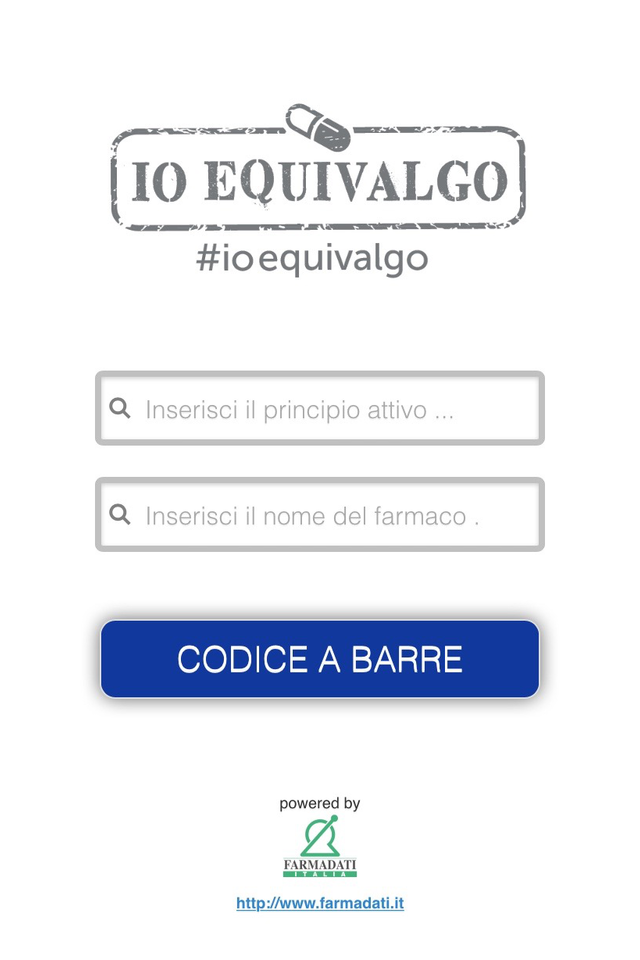 IO EQUIVALGO
#ioequivalgo
Inserisci il principio attivo ...
Inserisci il nome del farmaco .
CODICE A BARRE
powered by
FARMADATI
ITALIA
http://www.farmadati.it